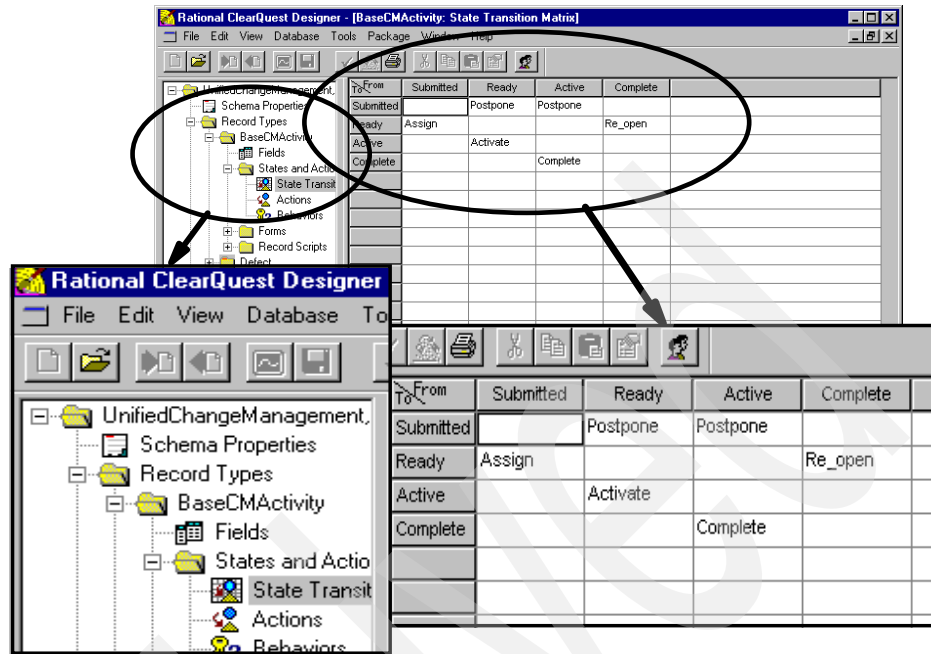 Rational ClearQuest Designer - [BaseCMActivity: State Transition Matrix]
File Edit View Database Tools Package Window Help
UnifiedChangeManagement,
Schema Properties
Record Types
BaseCMActivity
Fields
States and Actio
State Transit
Actions
Behaviors
Forms
Record Scripts
Defect
From To Submitted Ready Active Complete
Submitted Postpone Postpone
Ready Assign Re_open
Active Activate
Complete Complete
Rational ClearQuest Designer
File Edit View Database To
UnifiedChangeManagement,
Schema Properties
Record Types
BaseCMActivity
Fields
States and Actio
State Transit
Actions
Behaviors
From To Submitted Ready Active Complete
Submitted Postpone Postpone
Ready Assign Re_open
Active Activate
Complete Complete